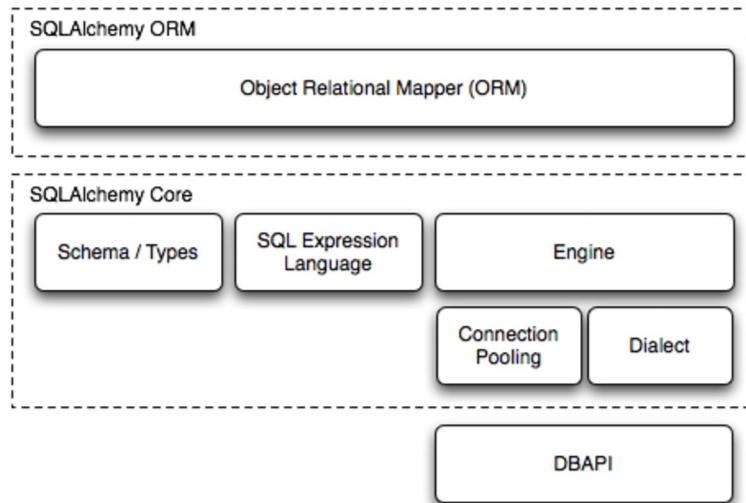 SQLAlchemy ORM
Object Relational Mapper (ORM)
SQLAlchemy Core
Schema / Types
SQL Expression
Language
Engine
Connection
Pooling
Dialect
DBAPI